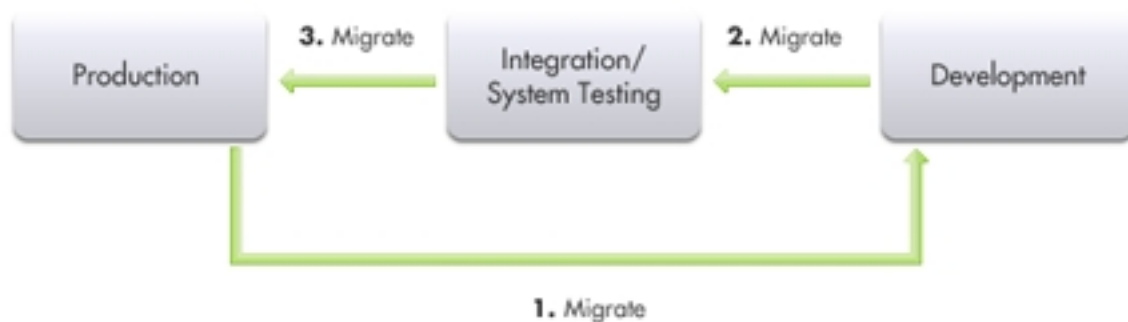 3. Migrate
2. Migrate
Production
Integration/
System Testing
Development
1. Migrate